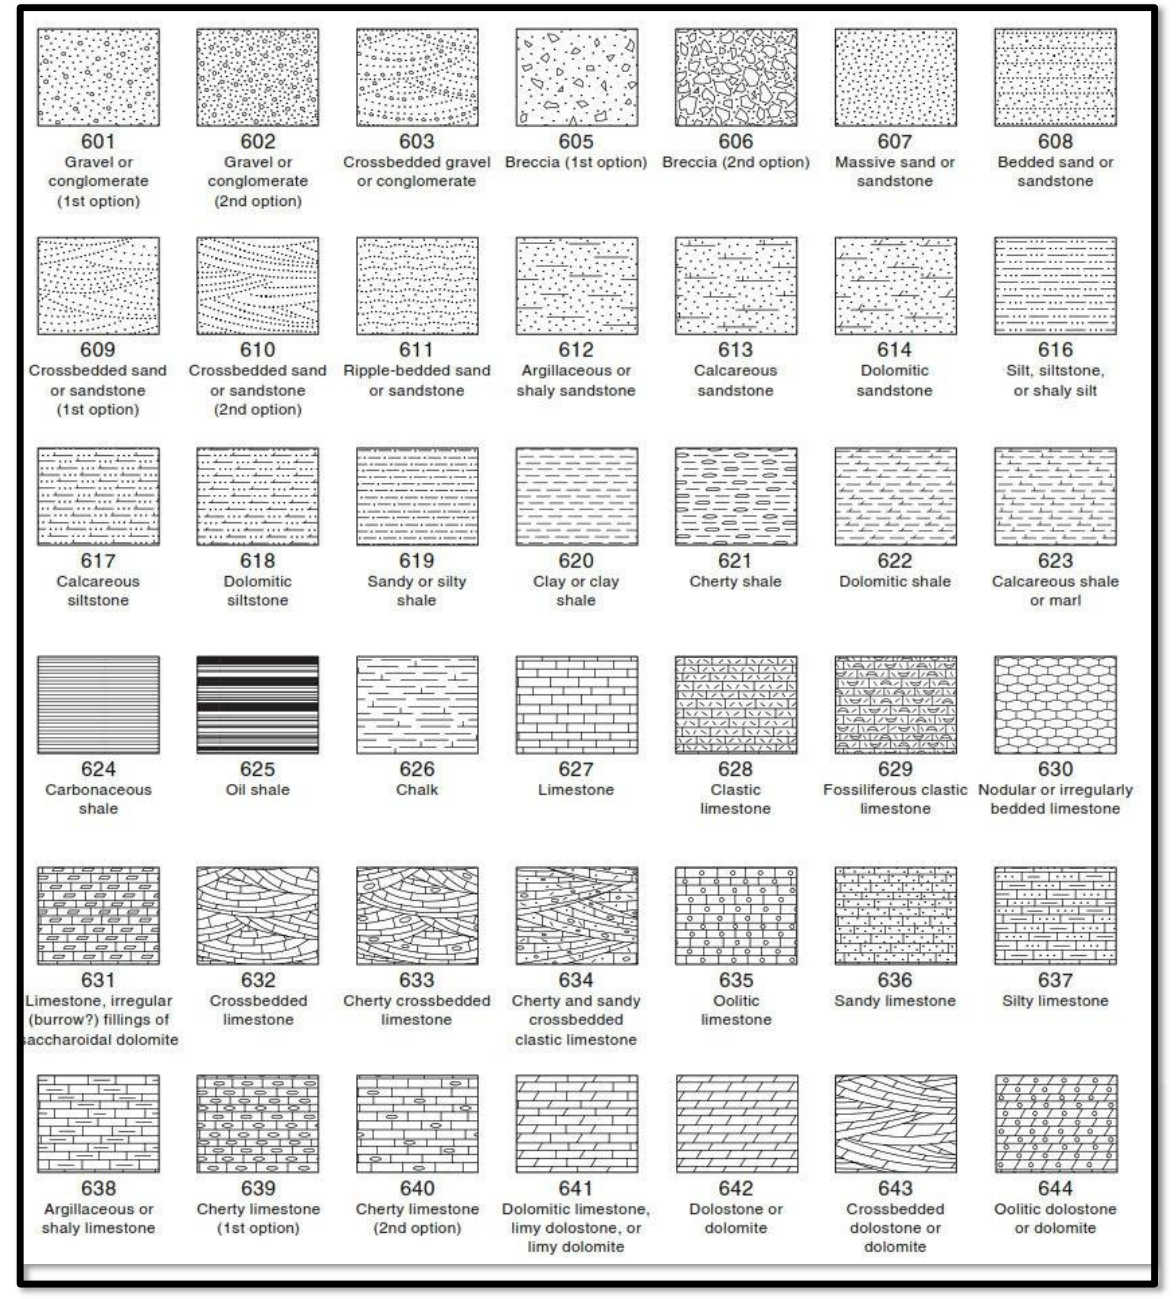 601
Gravel or
conglomerate
(1st option)
602
Gravel or
conglomerate
(2nd option)
603
Crossbedded gravel
or conglomerate
605
Breccia (1st option)
606
Breccia (2nd option)
607
Massive sand or
sandstone
608
Bedded sand or
sandstone
609
Crossbedded sand
or sandstone
(1st option)
610
Crossbedded sand
or sandstone
(2nd option)
611
Ripple-bedded sand
or sandstone
612
Argillaceous or
shaly sandstone
613
Calcareous
sandstone
614
Dolomitic
sandstone
616
Silt, siltstone,
or shaly silt
617
Calcareous
siltstone
618
Dolomitic
siltstone
619
Sandy or silty
shale
620
Clay or clay
shale
621
Cherty shale
622
Dolomitic shale
623
Calcareous shale
or marl
624
Carbonaceous
shale
625
Oil shale
626
Chalk
627
Limestone
628
Clastic
limestone
629
Fossiliferous clastic
limestone
630
Nodular or irregularly
bedded limestone
631
Limestone, irregular
(burrow?) fillings of
saccharoidal dolomite
632
Crossbedded
limestone
633
Cherty crossbedded
limestone
634
Cherty and sandy
crossbedded
clastic limestone
635
Oolitic
limestone
636
Sandy limestone
637
Silty limestone
638
Argillaceous or
shaly limestone
639
Cherty limestone
(1st option)
640
Cherty limestone
(2nd option)
641
Dolomitic limestone,
limy dolostone, or
limy dolomite
642
Dolostone or
dolomite
643
Crossbedded
dolostone or
dolomite
644
Oolitic dolostone
or dolomite